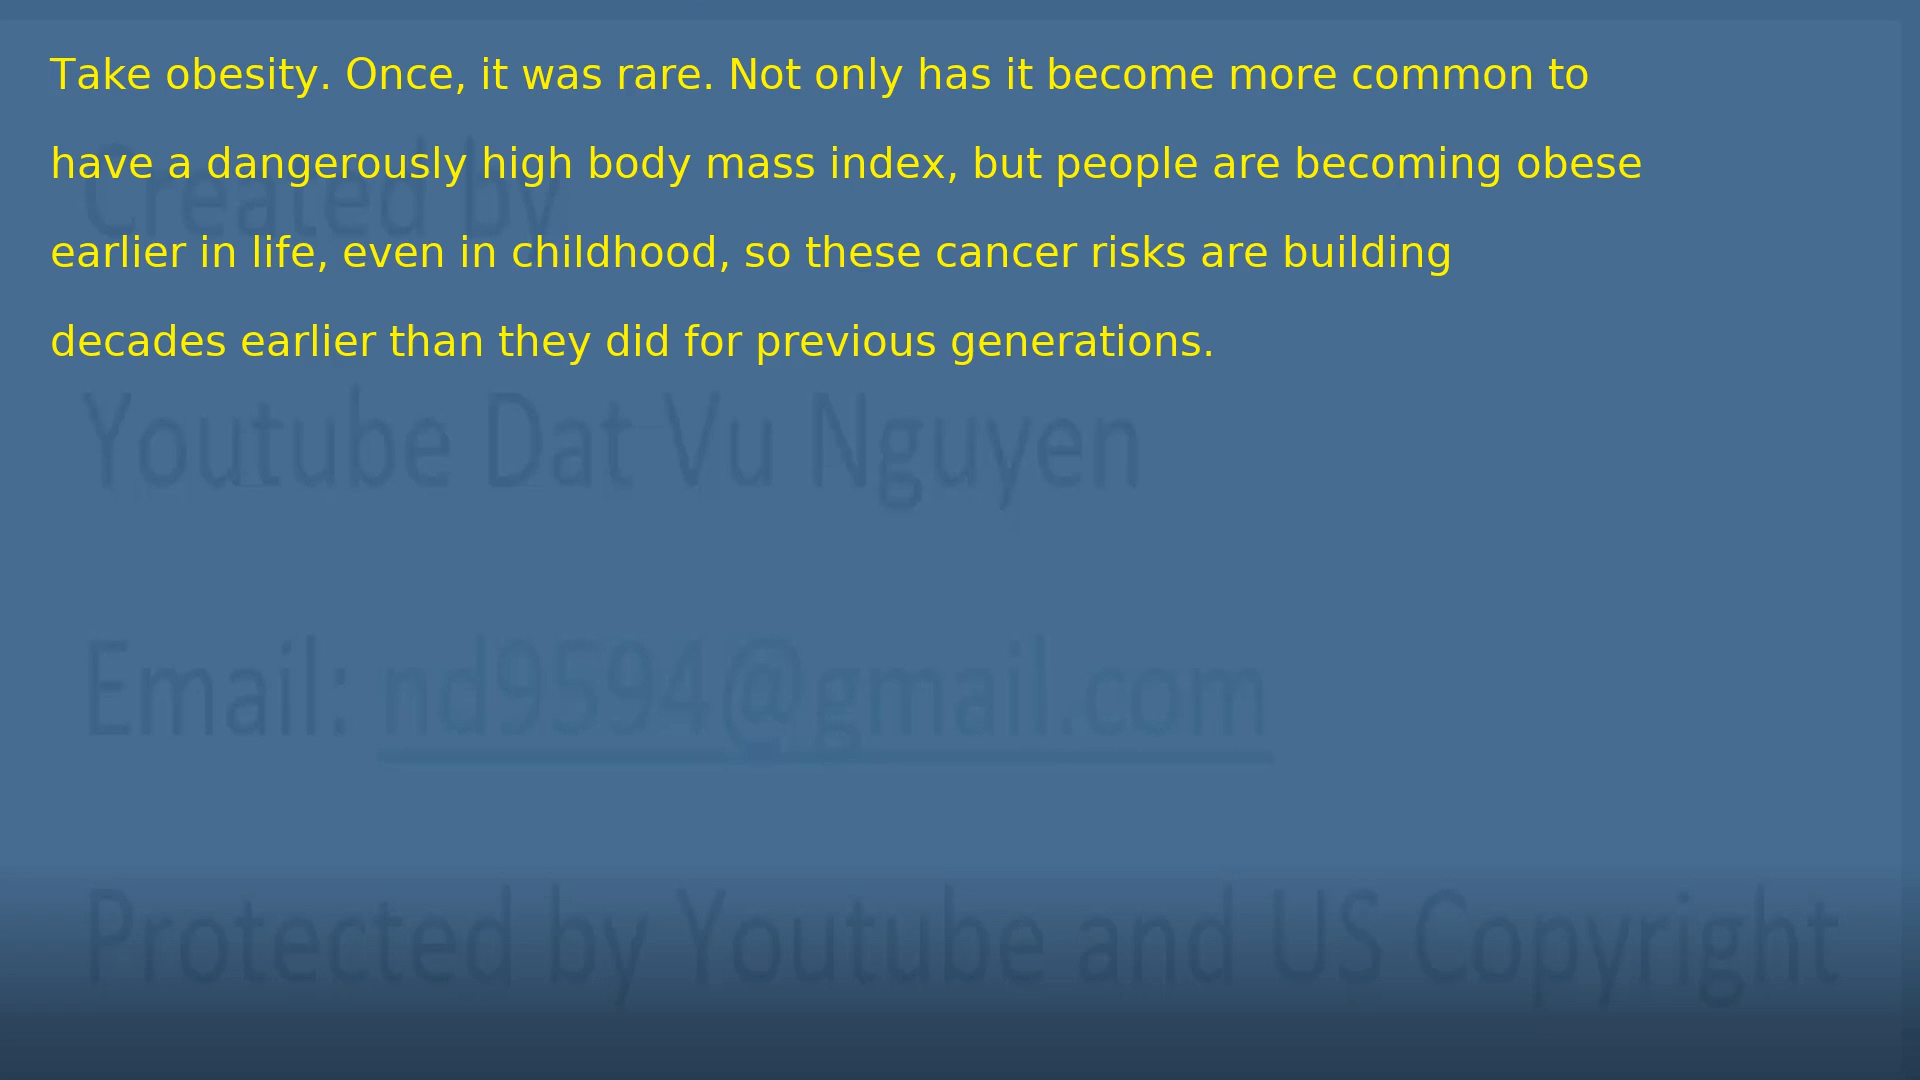 Take obesity. Once, it was rare. Not only has it become more common to
have a dangerously high body mass index, but people are becoming obese
earlier in life, even in childhood, so these cancer risks are building
decades earlier than they did for previous generations.
Created by
Youtube Dat Vu Nguyen
Email: nd9594@gmail.com
Protected by Youtube and US Copyright